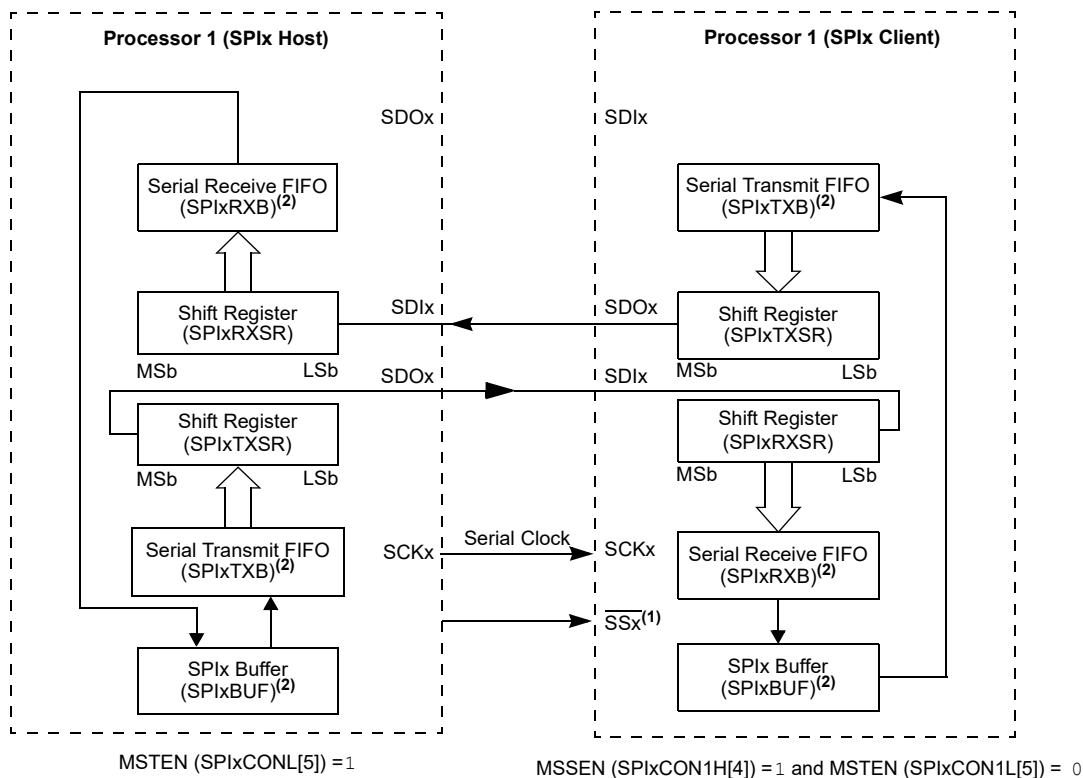 Processor 1 (SPIx Host)
SDOx
Serial Receive FIFO
(SPIxRXB)(2)
Shift Register
(SPIxRXSR)
MSb
LSb
SDIx
SDOx
Shift Register
(SPIxTXSR)
MSb
LSb
Serial Transmit FIFO
(SPIxTXB)(2)
SCKx
Serial Clock
SPIx Buffer
(SPIxBUF)(2)
MSTEN (SPIxCONL[5]) =1
Processor 1 (SPIx Client)
SDIx
Serial Transmit FIFO
(SPIxTXB)(2)
SDOx
Shift Register
(SPIxTXSR)
MSb
LSb
SDIx
Shift Register
(SPIxRXSR)
MSb
LSb
SCKx
Serial Receive FIFO
(SPIxRXB)(2)
SSx(1)
SPIx Buffer
(SPIxBUF)(2)
MSSEN (SPIxCON1H[4]) =1 and MSTEN (SPIxCON1L[5]) = 0